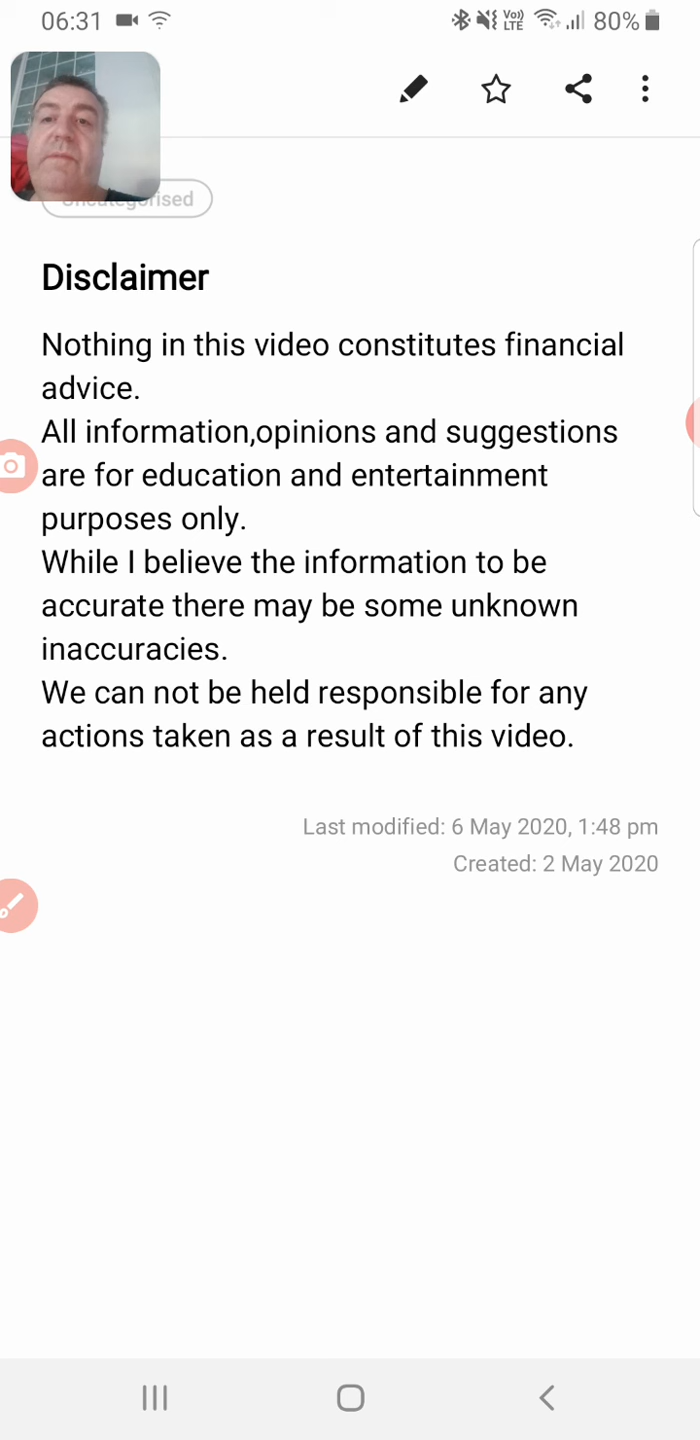 06:31
Vo))
LTE
80%
Uncategorised
Disclaimer
Nothing in this video constitutes financial
advice.
All information,opinions and suggestions
are for education and entertainment
purposes only.
While I believe the information to be
accurate there may be some unknown
inaccuracies.
We can not be held responsible for any
actions taken as a result of this video.
Last modified: 6 May 2020, 1:48 pm
Created: 2 May 2020